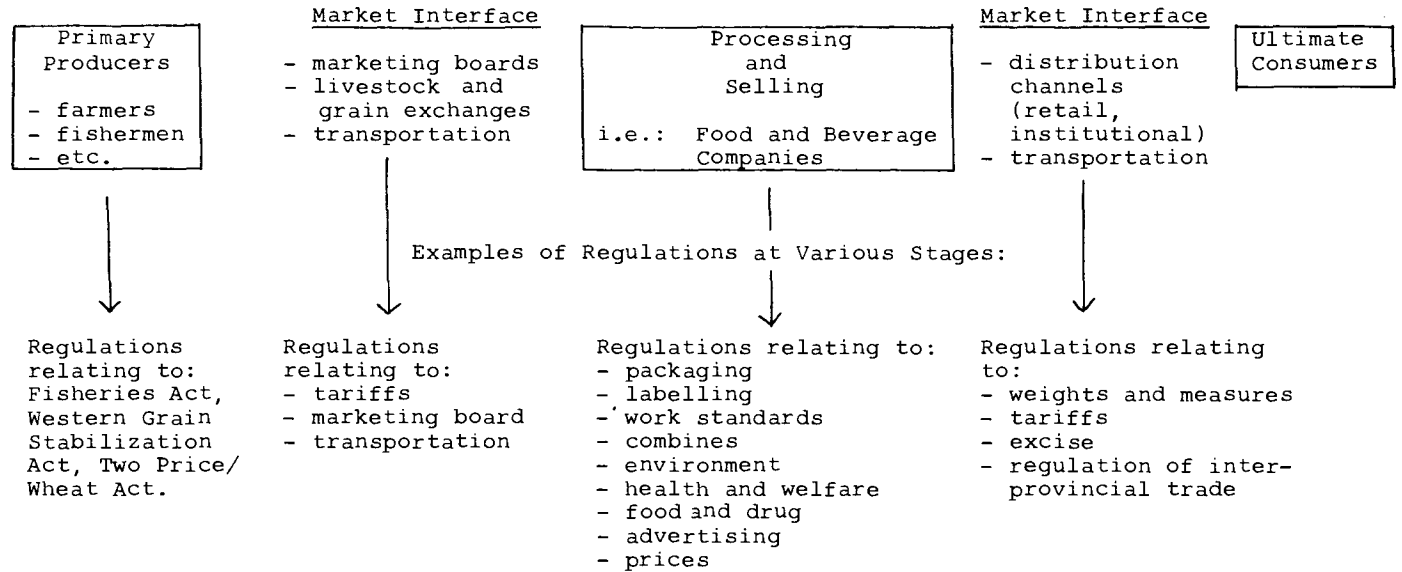 Primary
Producers
- farmers
- fishermen
- etc.
Market Interface
- marketing boards
- livestock and
grain exchanges
- transportation
Processing
and
Selling
i.e.: Food and Beverage
Companies
Market Interface
- distribution
channels
(retail,
institutional)
- transportation
Ultimate
Consumers
Examples of Regulations at Various Stages:
Regulations
relating to:
Fisheries Act,
Western Grain
Stabilization
Act, Two Price/
Wheat Act.
Regulations
relating to:
- tariffs
- marketing board
- transportation
Regulations relating to:
- packaging
- labelling
- work standards
- combines
- environment
- health and welfare
- food and drug
- advertising
- prices
Regulations relating
to:
- weights and measures
- tariffs
- excise
- regulation of inter-
provincial trade